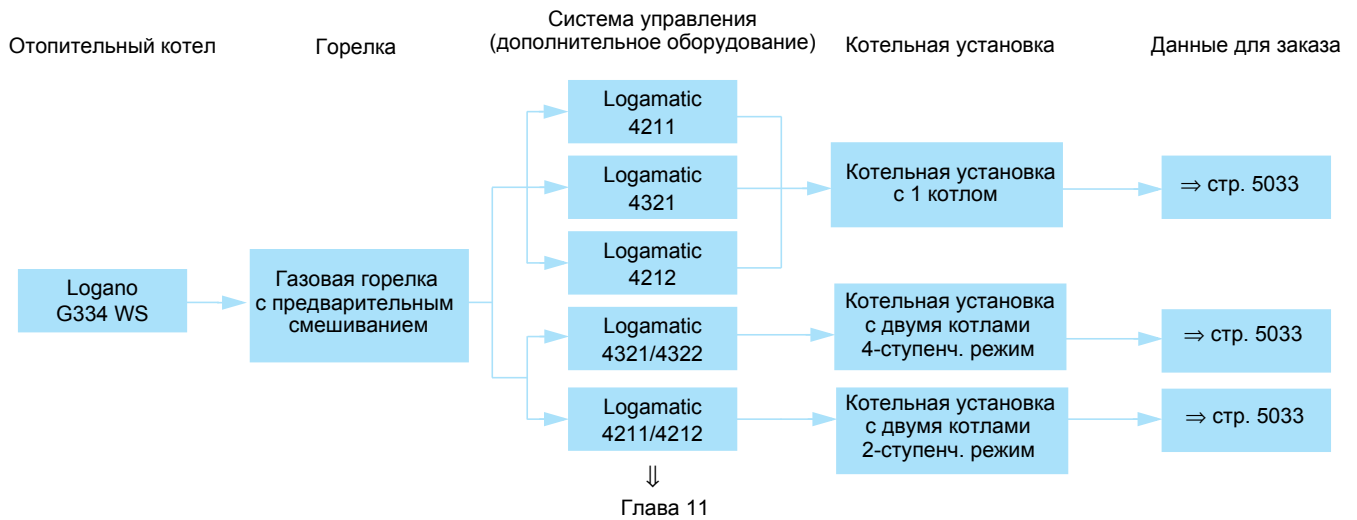 Отопительный котел
Горелка
Система управления
(дополнительное оборудование)
Котельная установка
Данные для заказа
Logamatic
4211
Logamatic
4321
Logamatic
4212
Котельная установка
с 1 котлом
⇒ стр. 5033
Logano
G334 WS
Газовая горелка
с предварительным
смешиванием
Logamatic
4321/4322
Котельная установка
с двумя котлами
4-ступенч. режим
⇒ стр. 5033
Logamatic
4211/4212
Котельная установка
с двумя котлами
2-ступенч. режим
⇒ стр. 5033
⇓
Глава 11